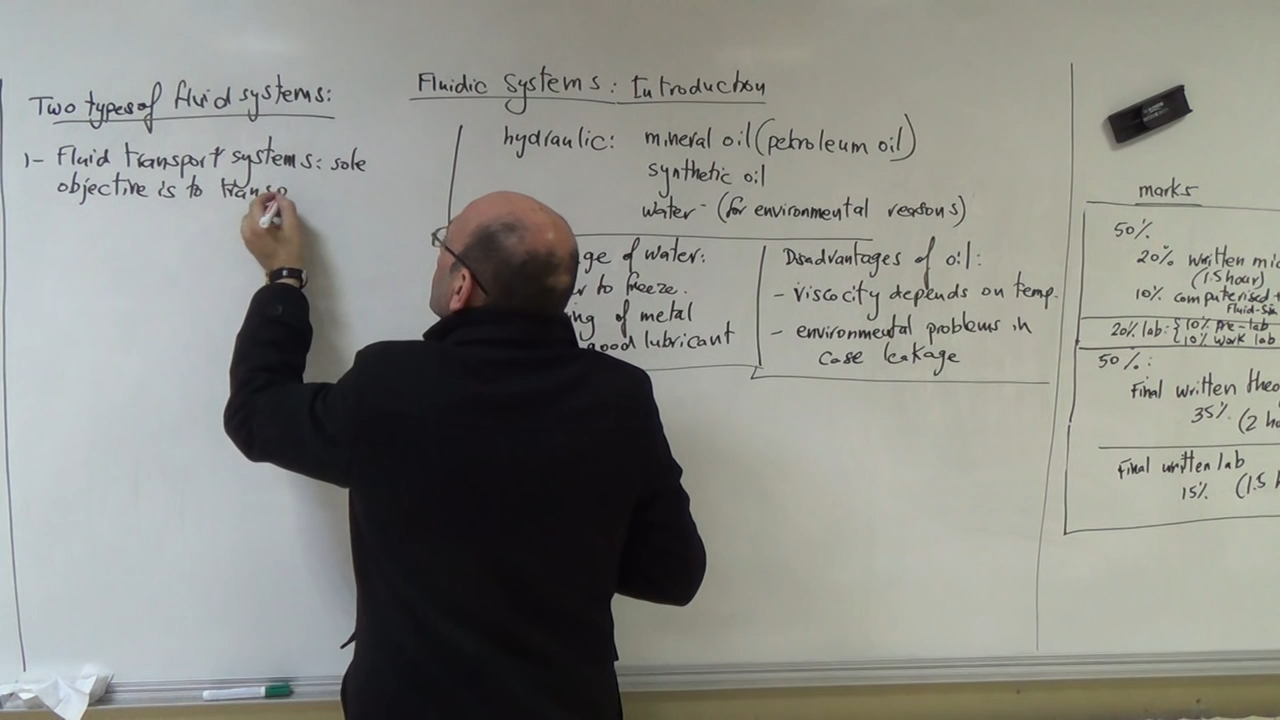 Two types of fluid systems:
1- Fluid transport systems: sole
objective is to transp
Fluidic Systems: Introduction
hydraulic: mineral oil (petroleum oil)
synthetic oil
water - (for environmental reasons)
ge of water:
r to freeze.
ing of metal
good lubricant
Disadvantages of oil:
- viscocity depends on temp.
- environmental problems in
case leakage
marks
50%
20% written mi
(1.5 hour)
10% computerised
Fluid-Sim
20% lab: { 10% pre-lab
{ 10% work lab
50%:
Final written theo
35% (2 h
Final written lab
15% (1.5 h